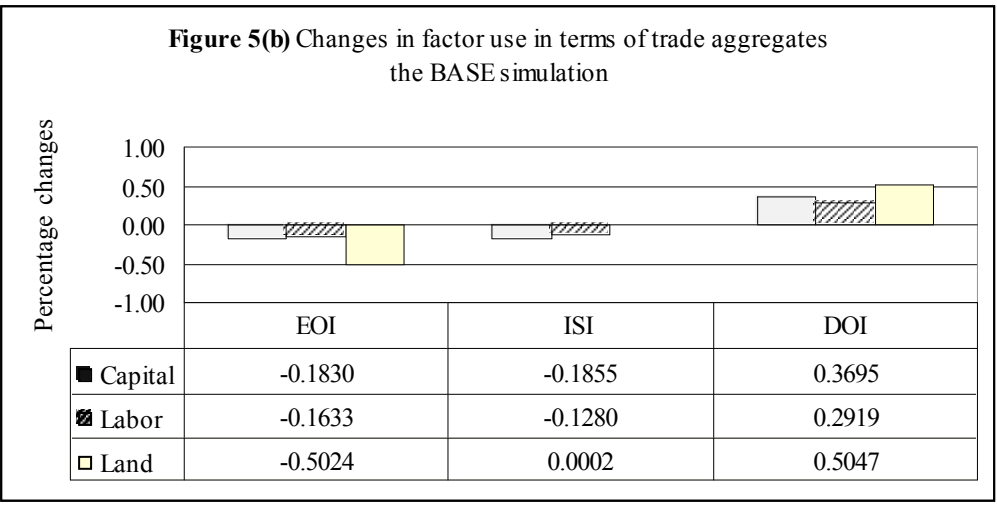 Figure 5(b) Changes in factor use in terms of trade aggregates
the BASE simulation
Percentage changes
1.00
0.50
0.00
-0.50
-1.00
EOI ISI DOI
Capital -0.1830 -0.1855 0.3695
Labor -0.1633 -0.1280 0.2919
Land -0.5024 0.0002 0.5047